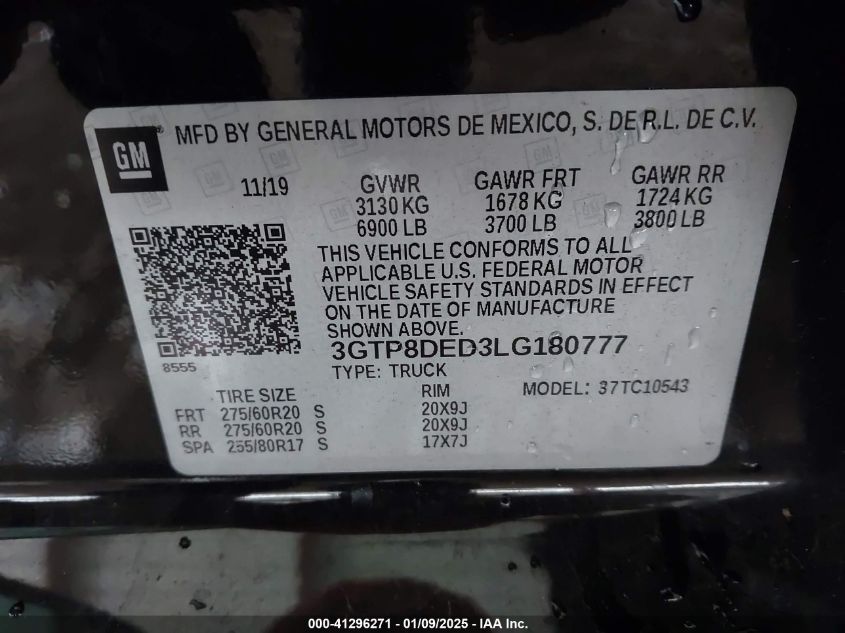 GM ® MFD BY GENERAL MOTORS DE MEXICO, S. DE R.L. DE C.V.
11/19
GVWR GAWR FRT GAWR RR
3130 KG 1678 KG 1724 KG
6900 LB 3700 LB 3800 LB
THIS VEHICLE CONFORMS TO ALL
APPLICABLE U.S. FEDERAL MOTOR
VEHICLE SAFETY STANDARDS IN EFFECT
ON THE DATE OF MANUFACTURE
SHOWN ABOVE.
8555
3GTP8DED3LG180777
TYPE: TRUCK MODEL: 37TC10543
TIRE SIZE RIM
FRT 275/60R20 S 20X9J
RR 275/60R20 S 20X9J
SPA 255/80R17 S 17X7J
000-41296271 - 01/09/2025 - IAA Inc.